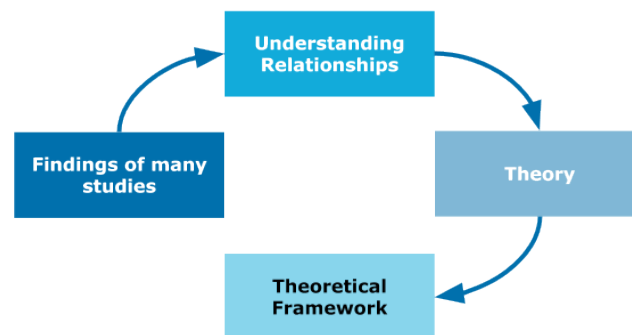 Understanding
Relationships
Findings of many
studies
Theory
Theoretical
Framework